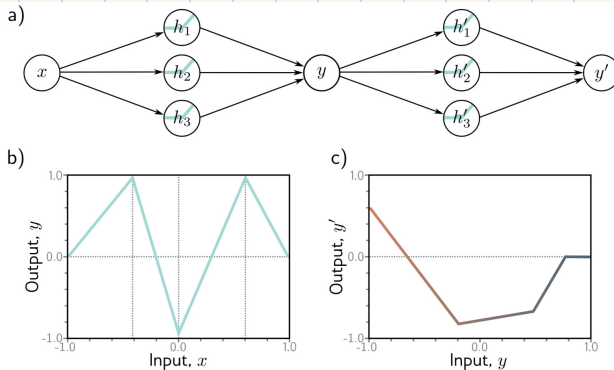 a)
h₁ h′₁
x h₂ y h′₂ y′
h₃ h′₃
b) c)
1.0 1.0
Output, y Output, y′
0.0 0.0
-1.0 -1.0
-1.0 0.0 1.0 -1.0 0.0 1.0
Input, x Input, y